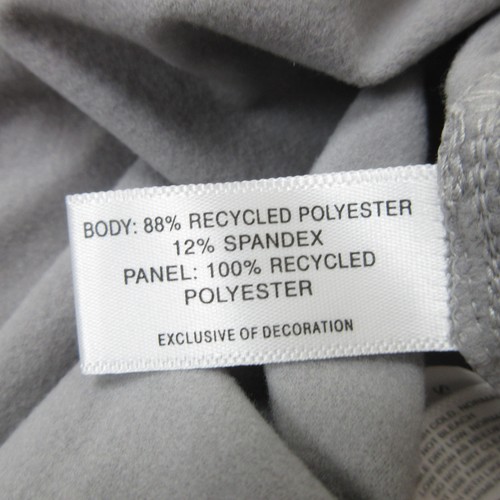 BODY: 88% RECYCLED POLYESTER
12% SPANDEX
PANEL: 100% RECYCLED
POLYESTER
EXCLUSIVE OF DECORATION